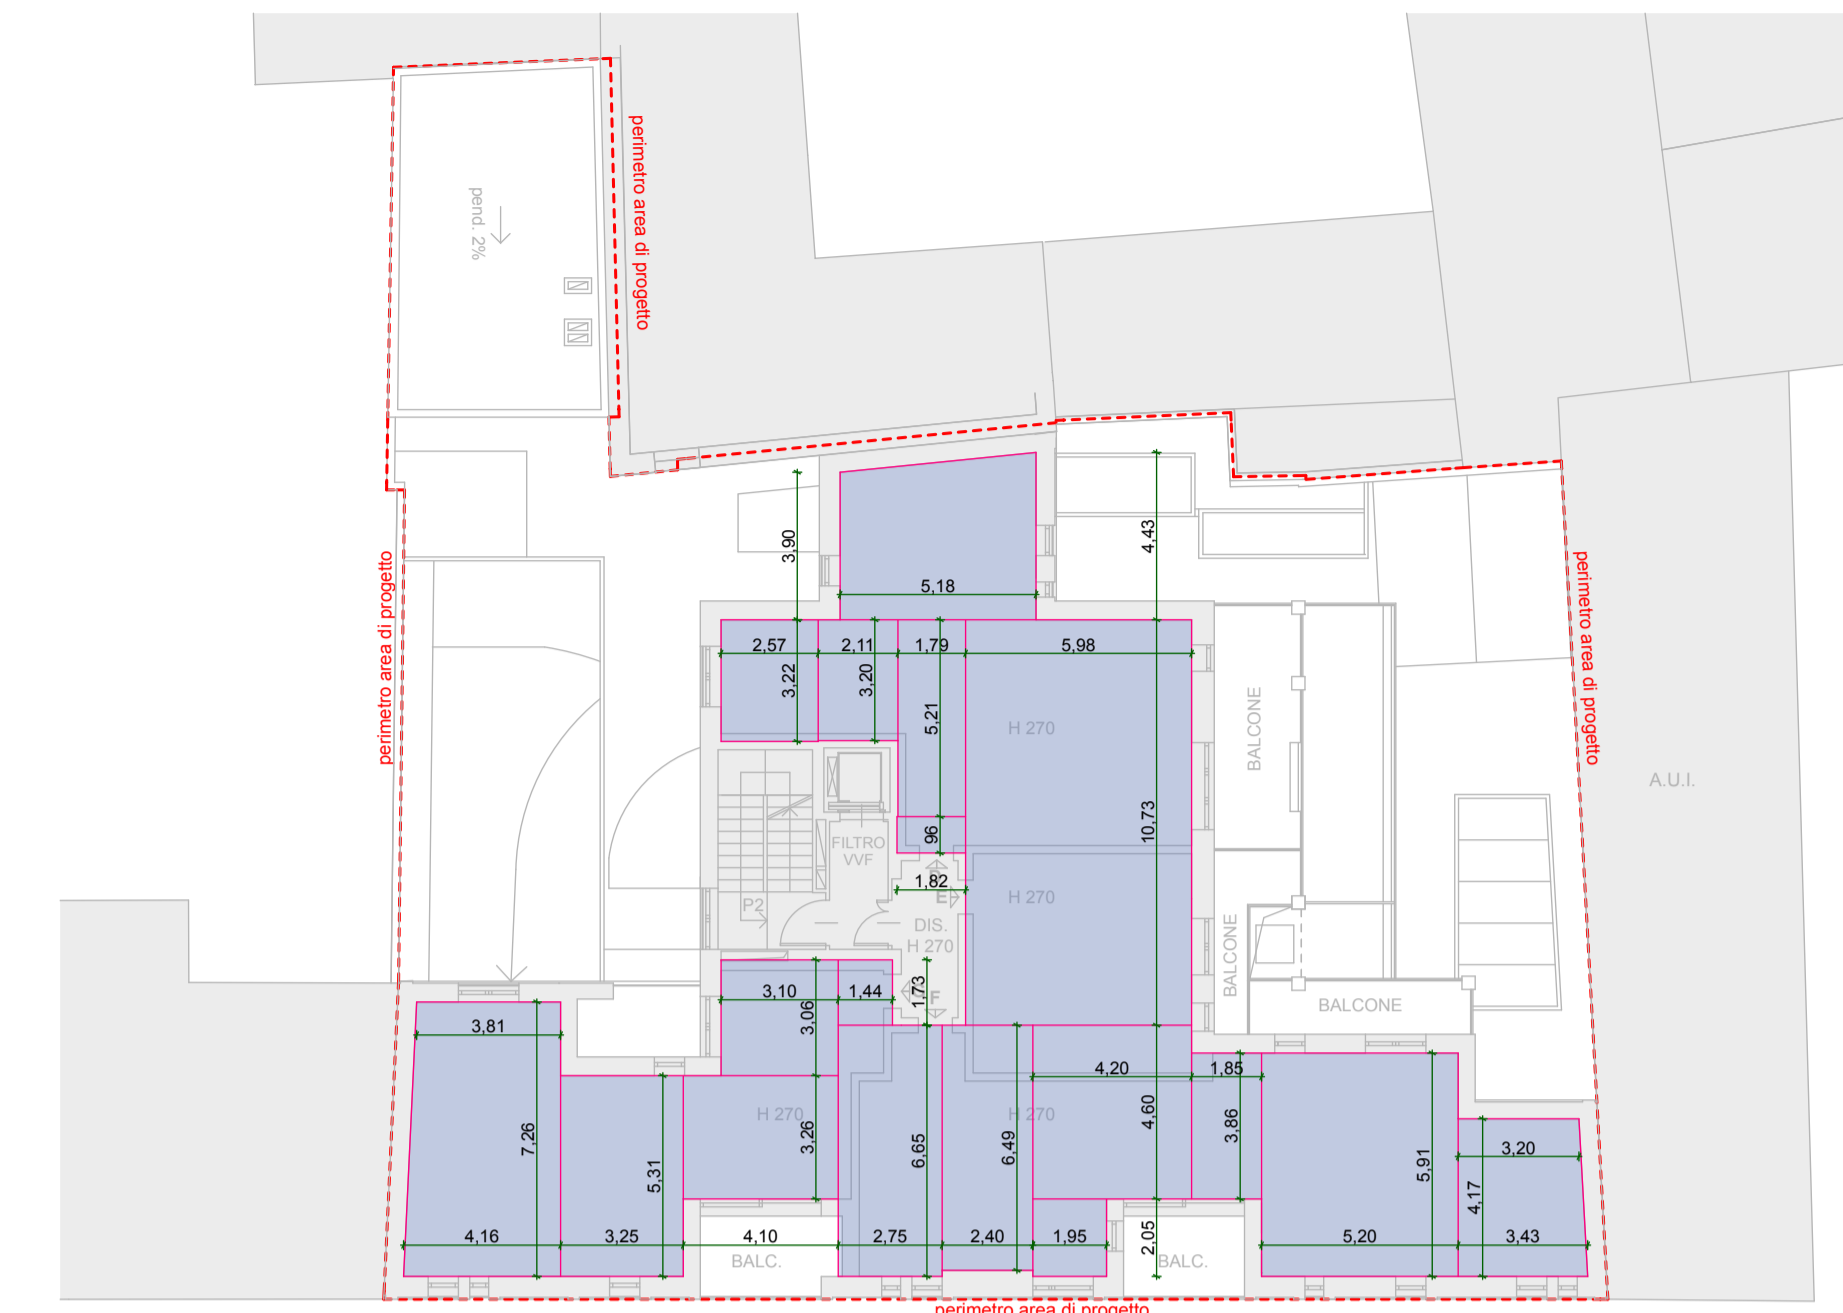 perimetro area di progetto
pend. 2%
4,43
3,90
5,18
perimetro area di progetto
perimetro area di progetto
2,57
2,11
1,79
5,98
3,22
3,20
5,21
H 270
BALCONE
A.U.I.
10,73
96
FILTRO
VVF
1,82
E
H 270
P2
DIS.
H 270
BALCONE
3,10
1,44
1,73
F
3,06
BALCONE
3,81
4,20
1,85
H 270
H 270
4,60
3,86
7,26
3,26
6,65
6,49
5,31
5,91
3,20
4,17
4,16
3,25
4,10
2,75
2,40
1,95
2,05
5,20
3,43
BALC.
BALC.
perimetro area di progetto